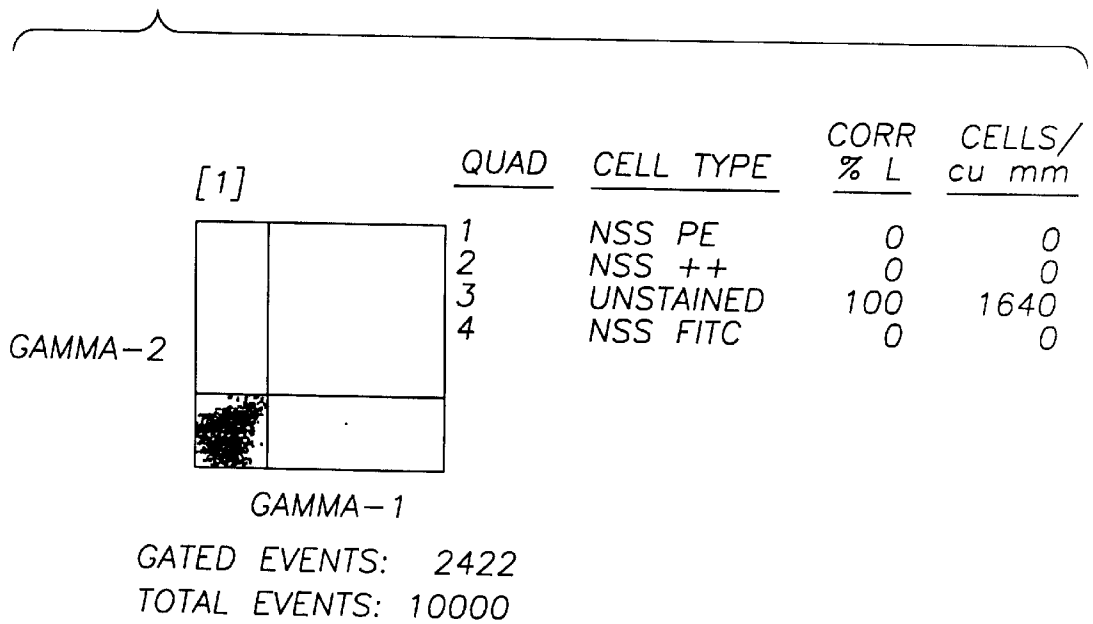 [1]
QUAD CELL TYPE CORR % L CELLS/ cu mm
1 NSS PE 0 0
2 NSS ++ 0 0
3 UNSTAINED 100 1640
4 NSS FITC 0 0
GAMMA-2
GAMMA-1
GATED EVENTS: 2422
TOTAL EVENTS: 10000